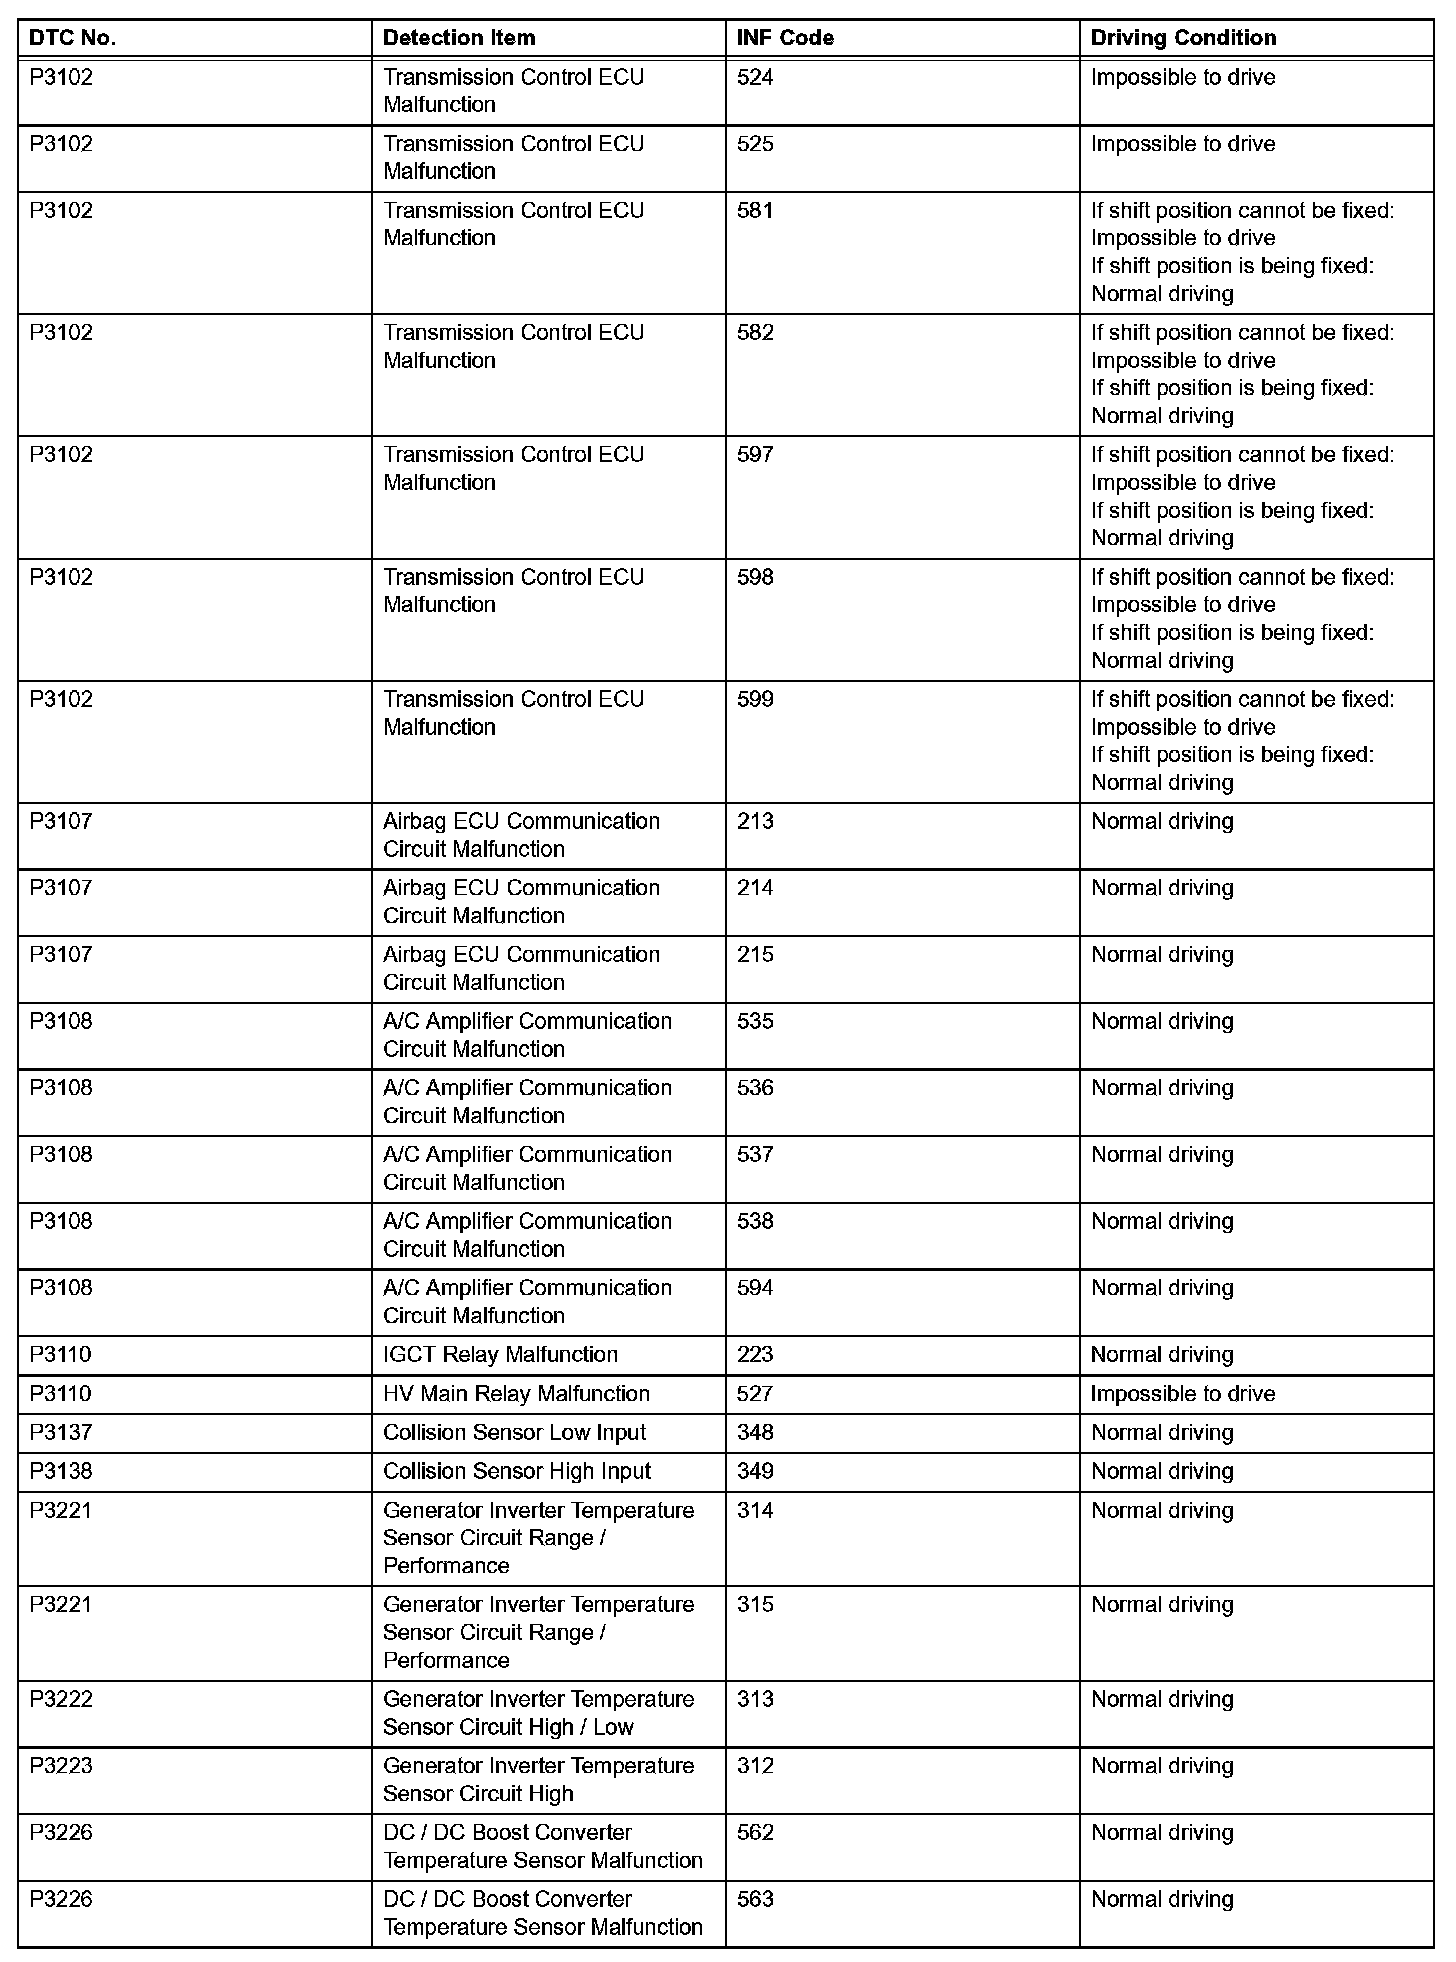 DTC No. Detection Item INF Code Driving Condition
P3102 Transmission Control ECU 524 Impossible to drive
Malfunction
P3102 Transmission Control ECU 525 Impossible to drive
Malfunction
P3102 Transmission Control ECU 581 If shift position cannot be fixed:
Malfunction Impossible to drive
If shift position is being fixed:
Normal driving
P3102 Transmission Control ECU 582 If shift position cannot be fixed:
Malfunction Impossible to drive
If shift position is being fixed:
Normal driving
P3102 Transmission Control ECU 597 If shift position cannot be fixed:
Malfunction Impossible to drive
If shift position is being fixed:
Normal driving
P3102 Transmission Control ECU 598 If shift position cannot be fixed:
Malfunction Impossible to drive
If shift position is being fixed:
Normal driving
P3102 Transmission Control ECU 599 If shift position cannot be fixed:
Malfunction Impossible to drive
If shift position is being fixed:
Normal driving
P3107 Airbag ECU Communication 213 Normal driving
Circuit Malfunction
P3107 Airbag ECU Communication 214 Normal driving
Circuit Malfunction
P3107 Airbag ECU Communication 215 Normal driving
Circuit Malfunction
P3108 A/C Amplifier Communication 535 Normal driving
Circuit Malfunction
P3108 A/C Amplifier Communication 536 Normal driving
Circuit Malfunction
P3108 A/C Amplifier Communication 537 Normal driving
Circuit Malfunction
P3108 A/C Amplifier Communication 538 Normal driving
Circuit Malfunction
P3108 A/C Amplifier Communication 594 Normal driving
Circuit Malfunction
P3110 IGCT Relay Malfunction 223 Normal driving
P3110 HV Main Relay Malfunction 527 Impossible to drive
P3137 Collision Sensor Low Input 348 Normal driving
P3138 Collision Sensor High Input 349 Normal driving
P3221 Generator Inverter Temperature 314 Normal driving
Sensor Circuit Range /
Performance
P3221 Generator Inverter Temperature 315 Normal driving
Sensor Circuit Range /
Performance
P3222 Generator Inverter Temperature 313 Normal driving
Sensor Circuit High / Low
P3223 Generator Inverter Temperature 312 Normal driving
Sensor Circuit High
P3226 DC / DC Boost Converter 562 Normal driving
Temperature Sensor Malfunction
P3226 DC / DC Boost Converter 563 Normal driving
Temperature Sensor Malfunction